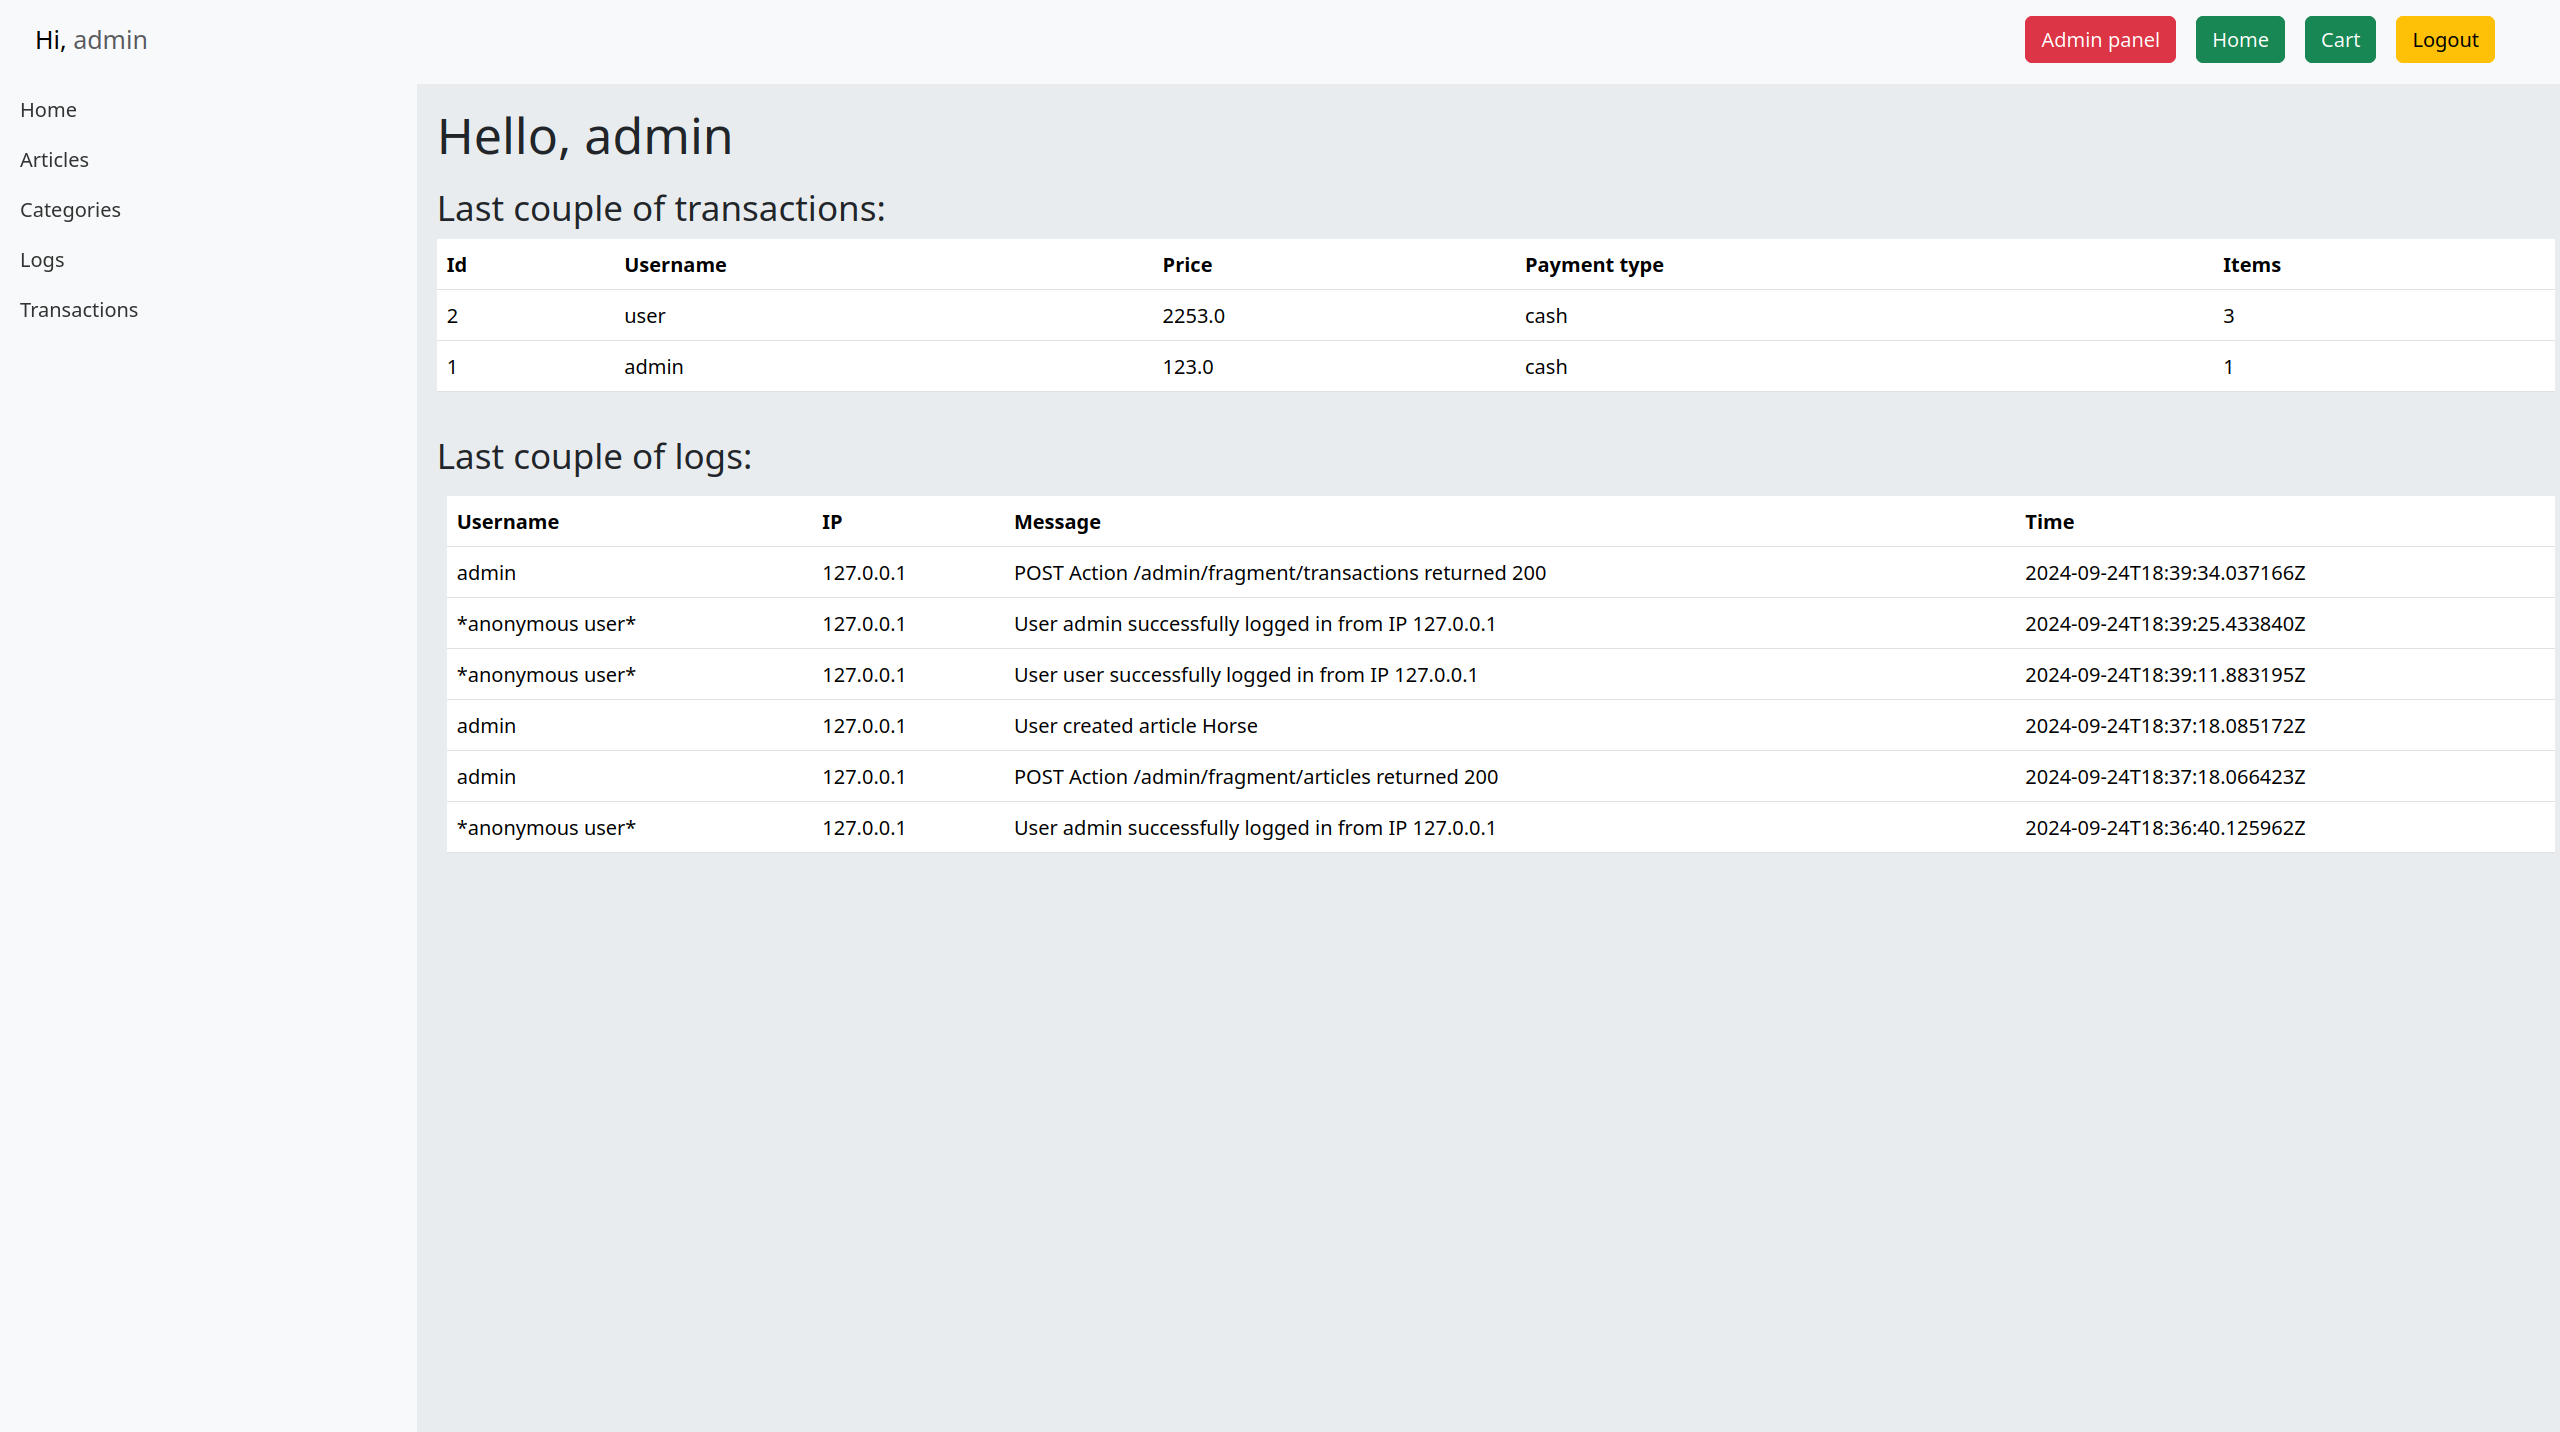 Hi, admin
Admin panel Home Cart Logout
Home
Articles
Categories
Logs
Transactions
Hello, admin
Last couple of transactions:
Id Username Price Payment type Items
2 user 2253.0 cash 3
1 admin 123.0 cash 1
Last couple of logs:
Username IP Message Time
admin 127.0.0.1 POST Action /admin/fragment/transactions returned 200 2024-09-24T18:39:34.037166Z
*anonymous user* 127.0.0.1 User admin successfully logged in from IP 127.0.0.1 2024-09-24T18:39:25.433840Z
*anonymous user* 127.0.0.1 User user successfully logged in from IP 127.0.0.1 2024-09-24T18:39:11.883195Z
admin 127.0.0.1 User created article Horse 2024-09-24T18:37:18.085172Z
admin 127.0.0.1 POST Action /admin/fragment/articles returned 200 2024-09-24T18:37:18.066423Z
*anonymous user* 127.0.0.1 User admin successfully logged in from IP 127.0.0.1 2024-09-24T18:36:40.125962Z